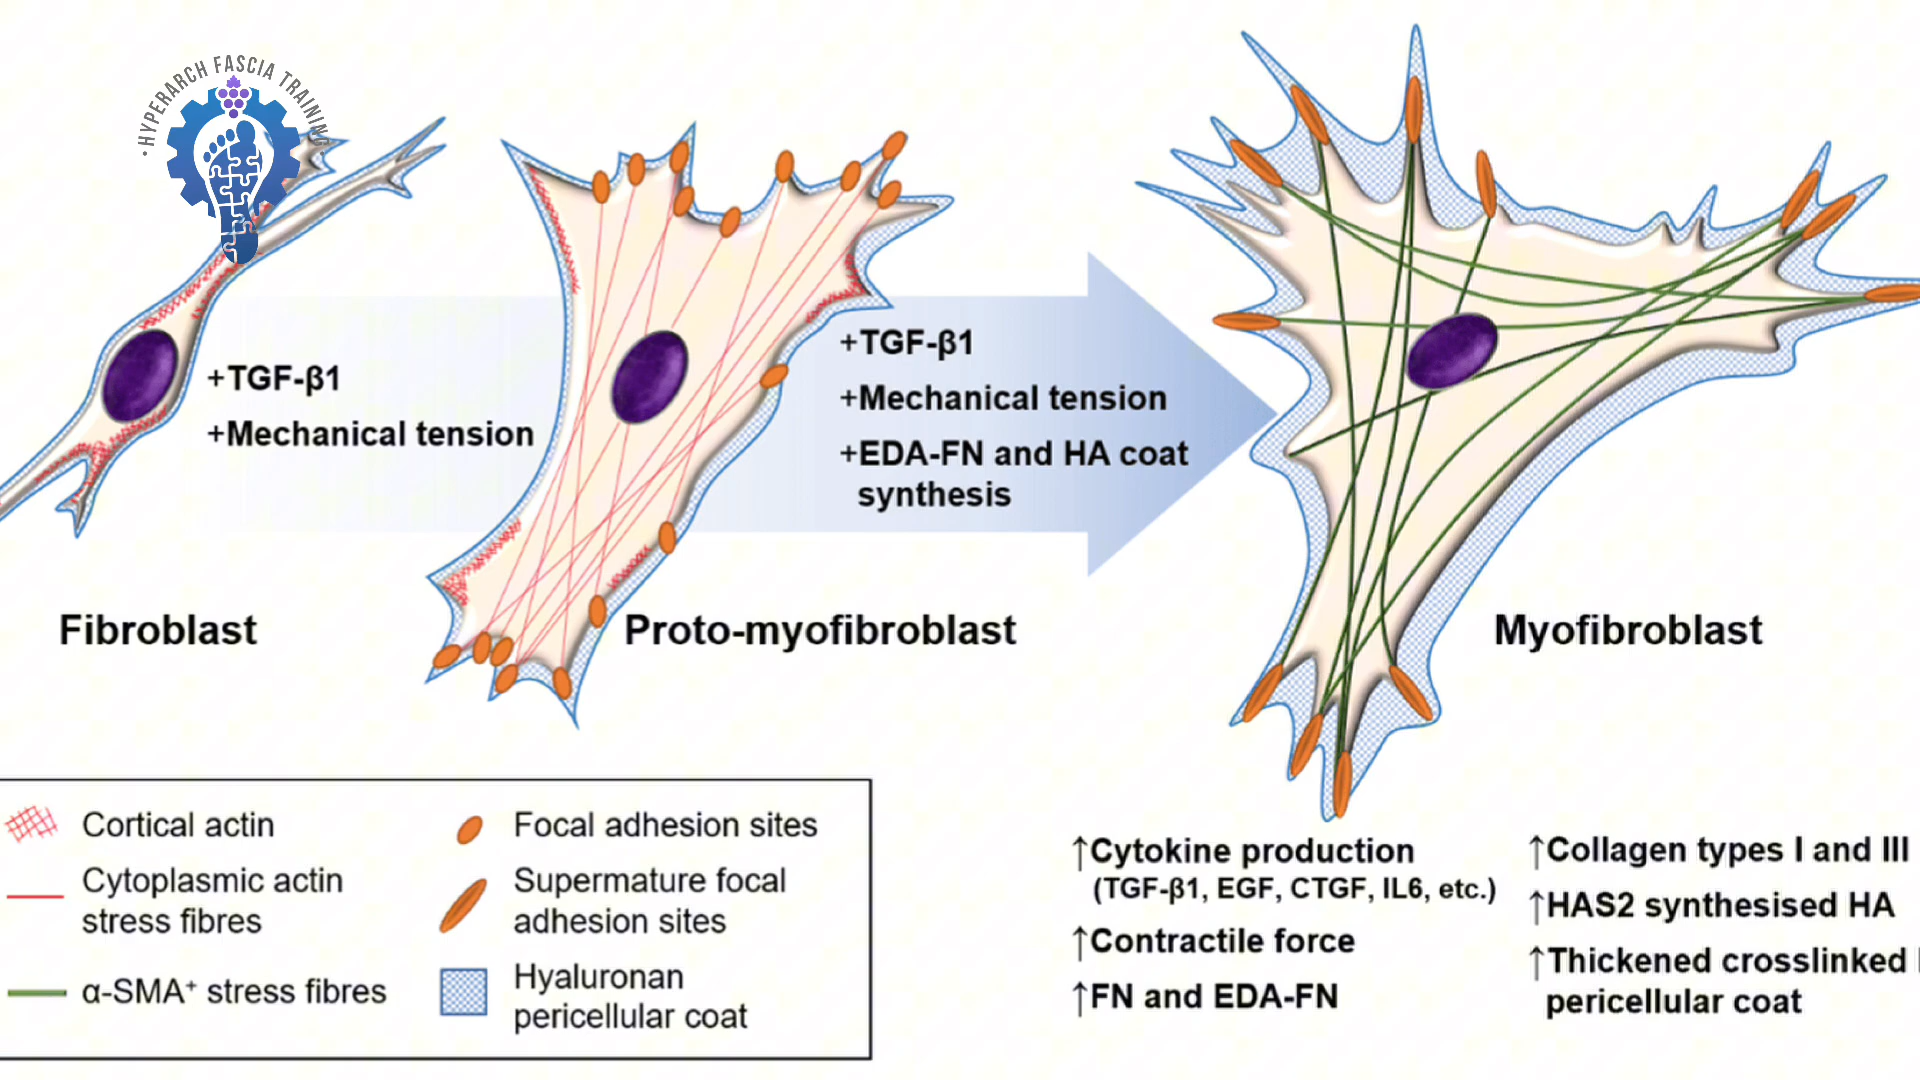 · HYPERARCH FASCIA TRAINING ·
+TGF-β1
+Mechanical tension
+TGF-β1
+Mechanical tension
+EDA-FN and HA coat
synthesis
Fibroblast
Proto-myofibroblast
Myofibroblast
Cortical actin
Cytoplasmic actin
stress fibres
α-SMA⁺ stress fibres
Focal adhesion sites
Supermature focal
adhesion sites
Hyaluronan
pericellular coat
↑Cytokine production
(TGF-β1, EGF, CTGF, IL6, etc.)
↑Contractile force
↑FN and EDA-FN
↑Collagen types I and III
↑HAS2 synthesised HA
↑Thickened crosslinked
pericellular coat